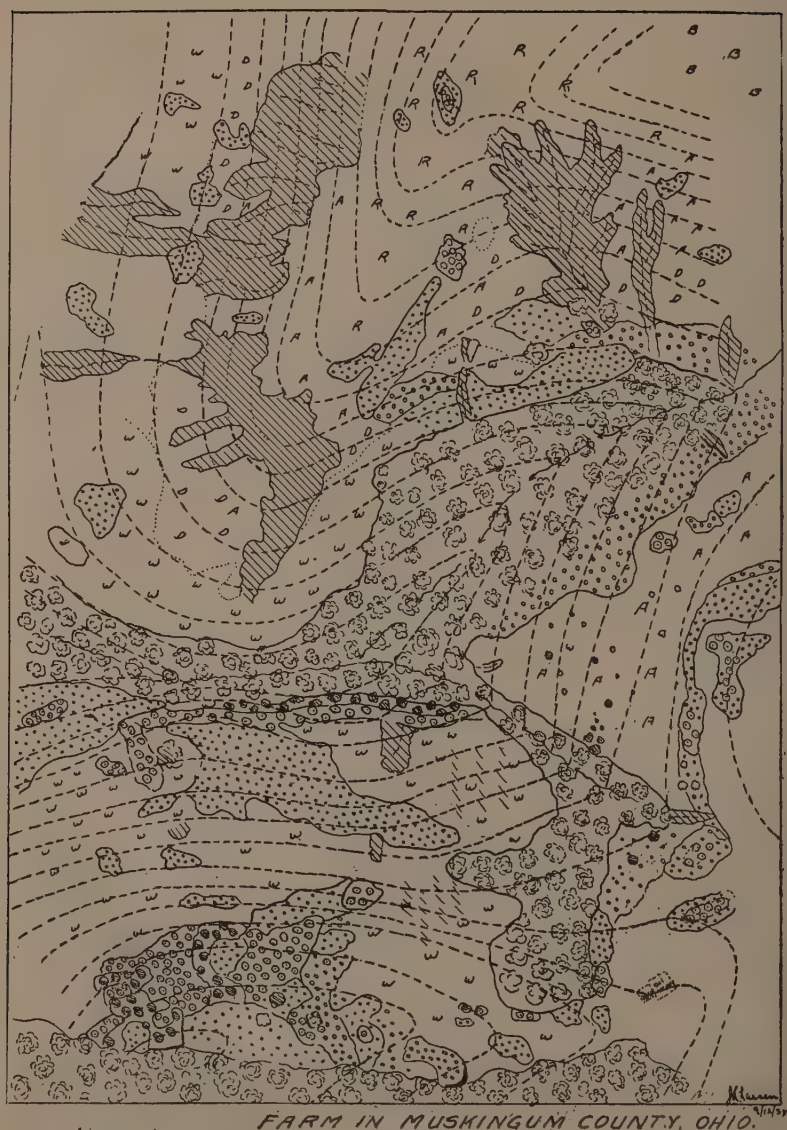 B
W R R B
D B
W D R R B
W D R R
W D R R
W D R A
D A R R A A
R A
R R
R D A D D
A A D D D
A D
R A
A W
A
D A
W D
W W
D D W
D A
W D W
W W W
W W
W W
W
A
A
A A
A
W W W
W W
W W
W W
W
W
W W
W
W
W
FARM IN MUSKINGUM COUNTY, OHIO.